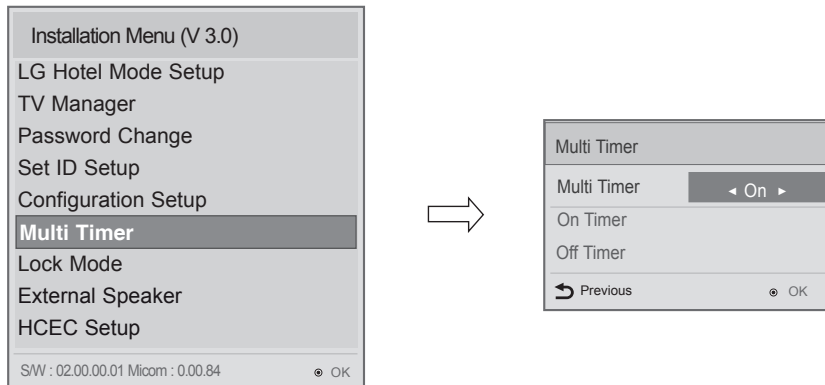 Installation Menu (V 3.0)
LG Hotel Mode Setup
TV Manager
Password Change
Set ID Setup
Configuration Setup
Multi Timer
Lock Mode
External Speaker
HCEC Setup
S/W : 02.00.00.01 Micom : 0.00.84 ◉ OK
Multi Timer
Multi Timer ◄ On ►
On Timer
Off Timer
Previous ◉ OK